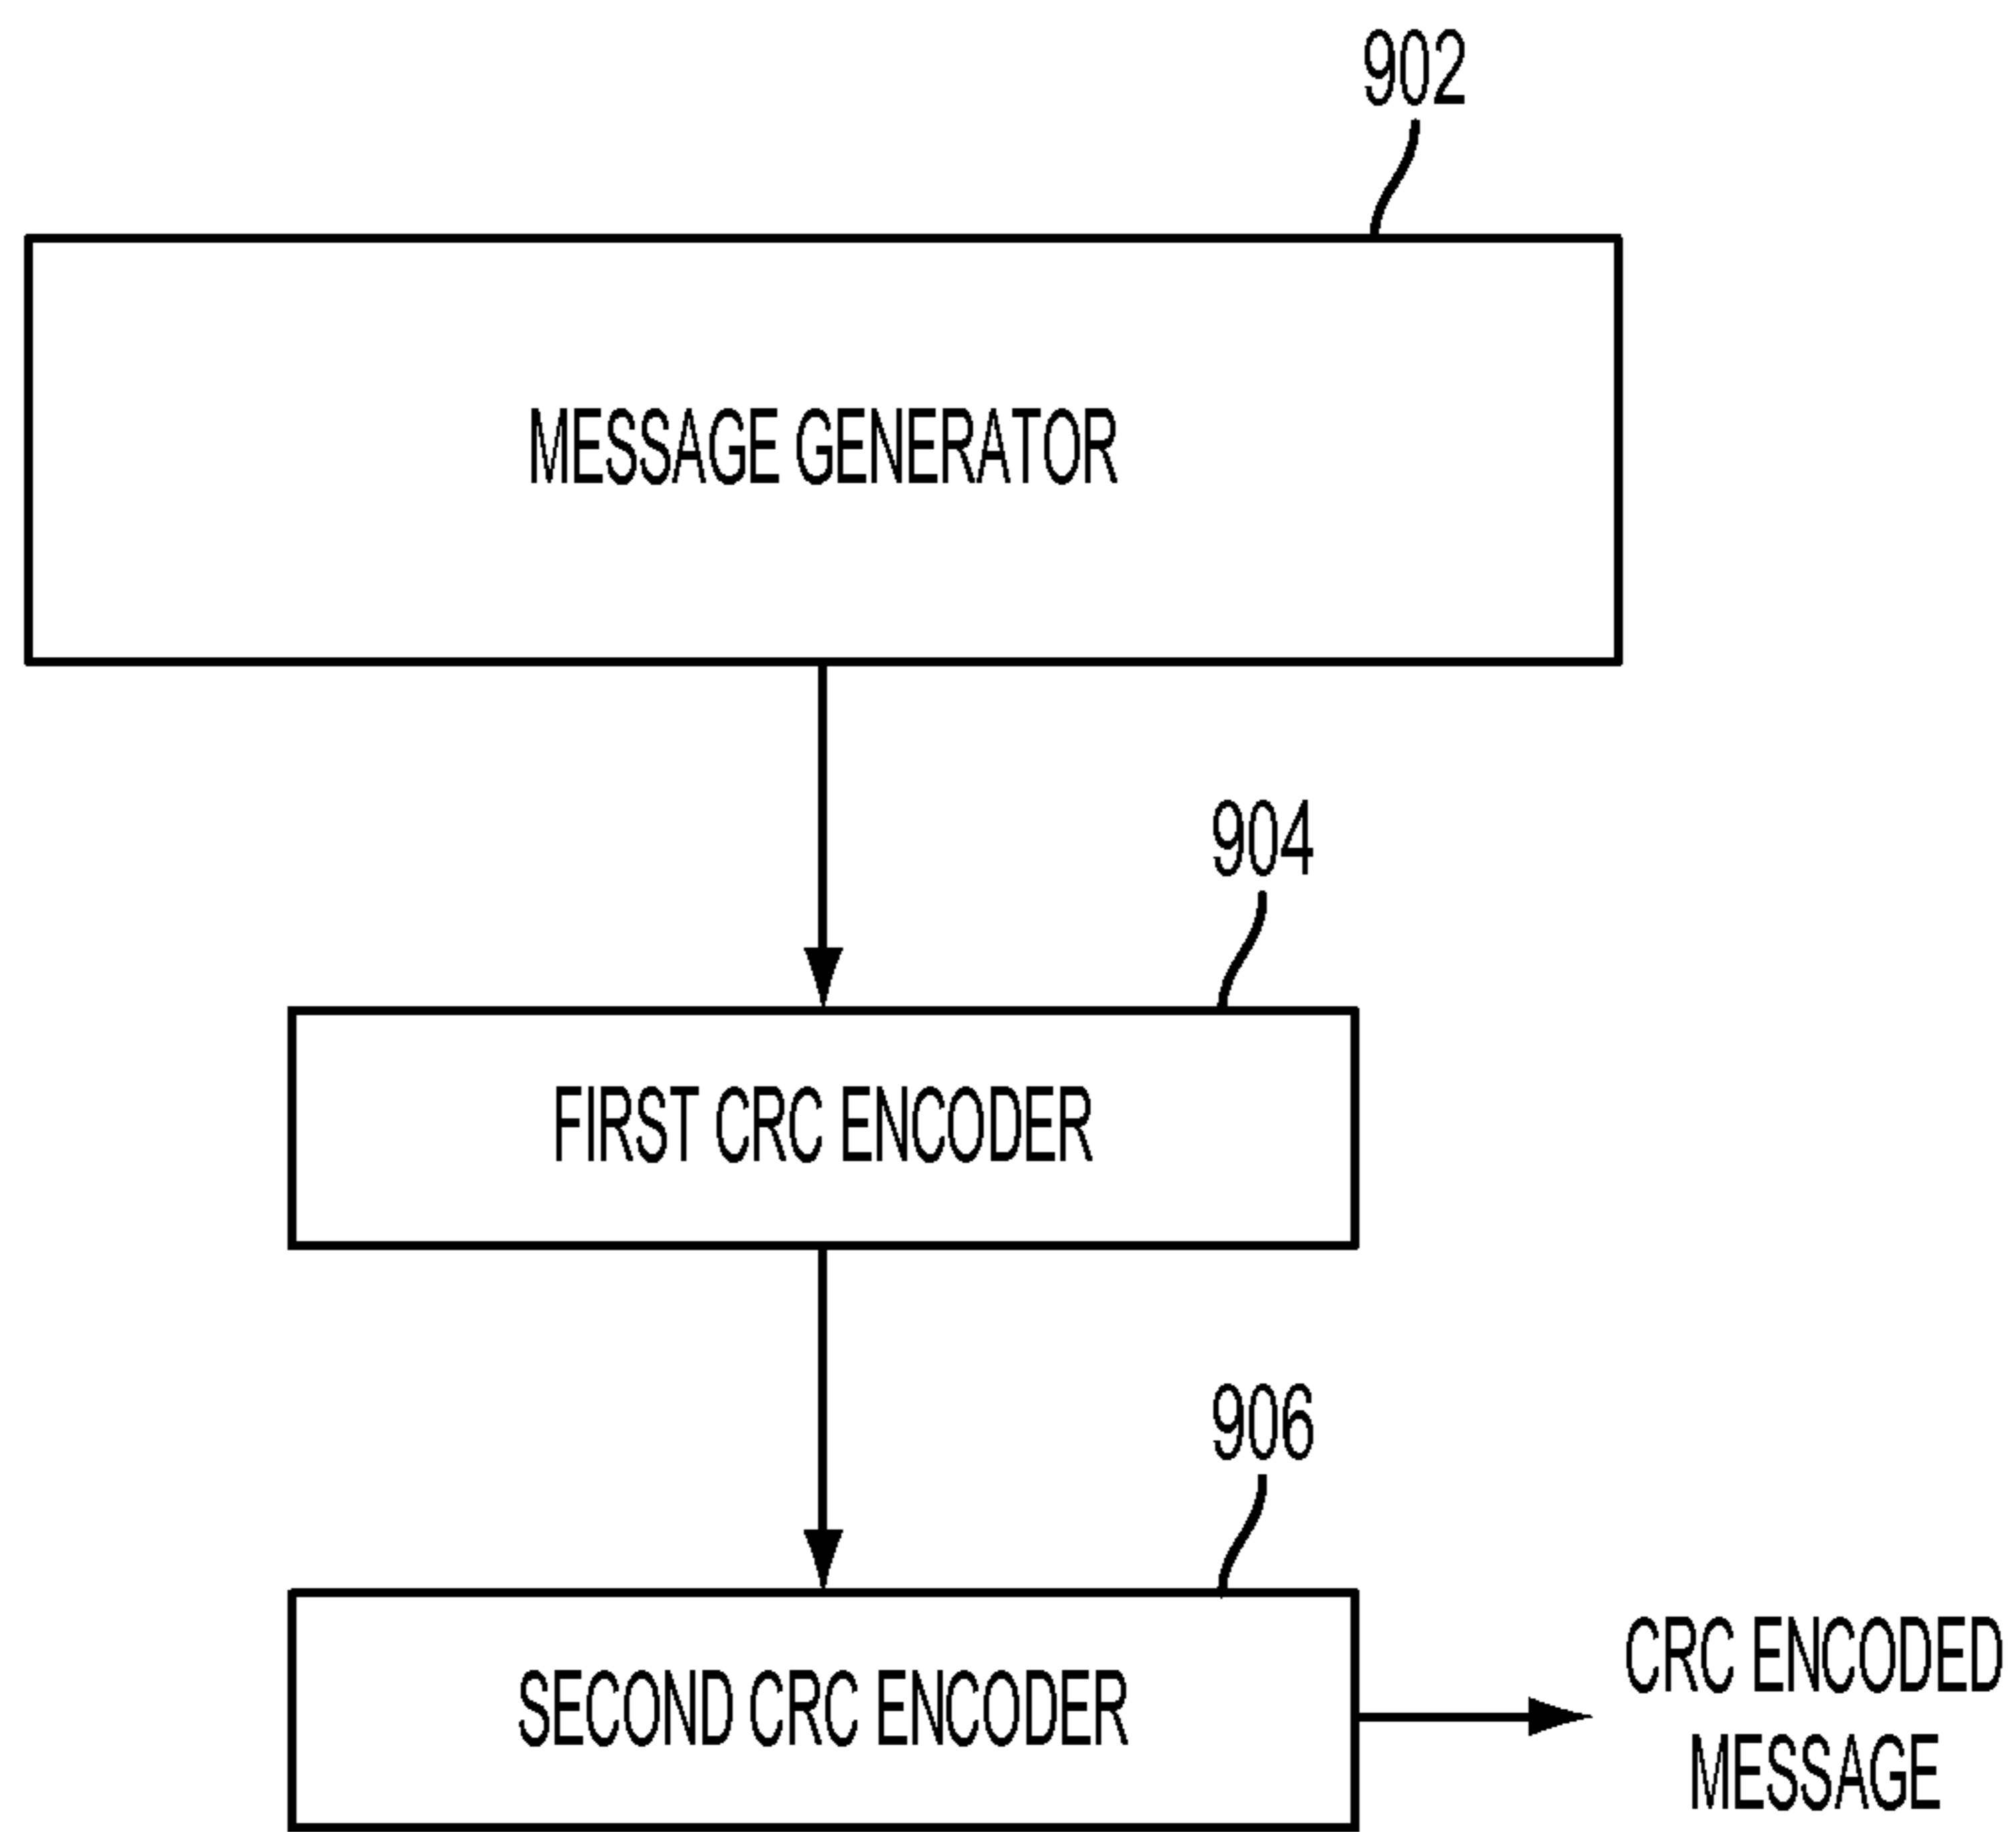 902
MESSAGE GENERATOR
904
FIRST CRC ENCODER
906
SECOND CRC ENCODER
CRC ENCODED
MESSAGE